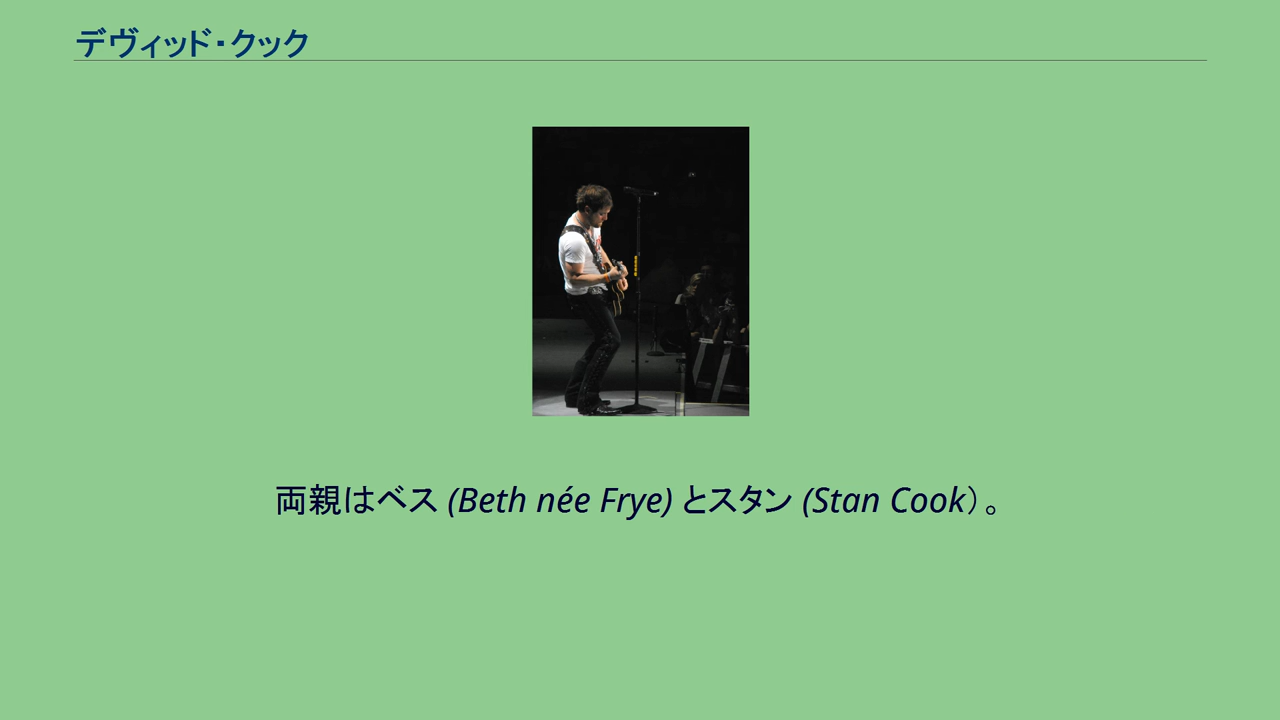 デヴィッド・クック
両親はベス (Beth née Frye) とスタン (Stan Cook）。